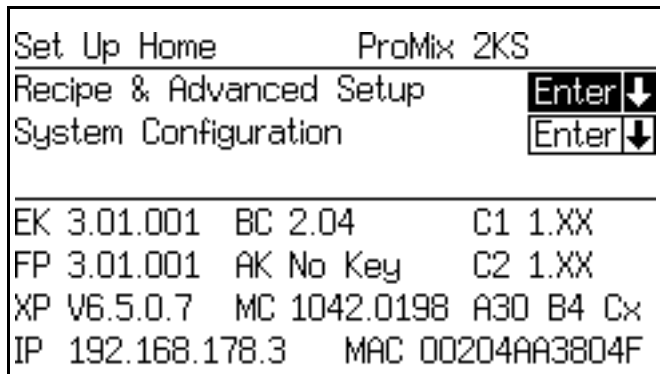 Set Up Home ProMix 2KS
Recipe & Advanced Setup Enter
System Configuration Enter
EK 3.01.001 BC 2.04 C1 1.XX
FP 3.01.001 AK No Key C2 1.XX
XP V6.5.0.7 MC 1042.0198 A30 B4 Cx
IP 192.168.178.3 MAC 00204AA3804F